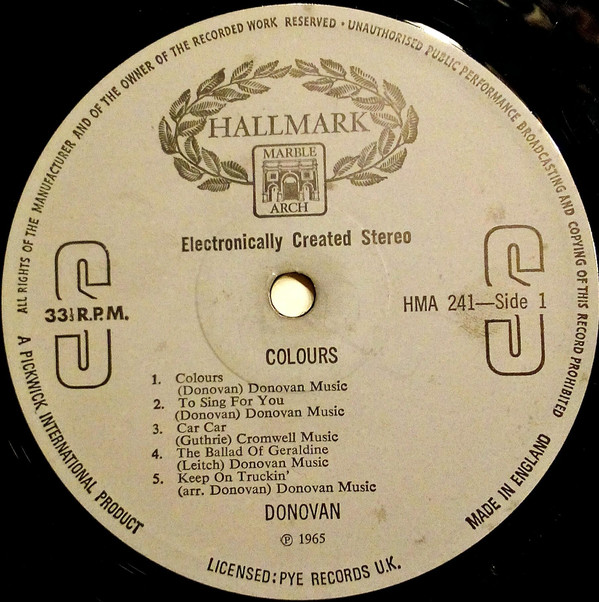 ALL RIGHTS OF THE MANUFACTURER AND OF THE OWNER OF THE RECORDED WORK RESERVED · UNAUTHORISED PUBLIC PERFORMANCE BROADCASTING AND COPYING OF THIS RECORD PROHIBITED
HALLMARK
MARBLE
ARCH
Electronically Created Stereo
S
S
33⅓ R.P.M.
HMA 241—Side 1
COLOURS
1. Colours
(Donovan) Donovan Music
2. To Sing For You
(Donovan) Donovan Music
3. Car Car
(Guthrie) Cromwell Music
4. The Ballad Of Geraldine
(Leitch) Donovan Music
5. Keep On Truckin'
(arr. Donovan) Donovan Music
DONOVAN
℗ 1965
A PICKWICK INTERNATIONAL PRODUCT
LICENSED: PYE RECORDS U.K.
MADE IN ENGLAND